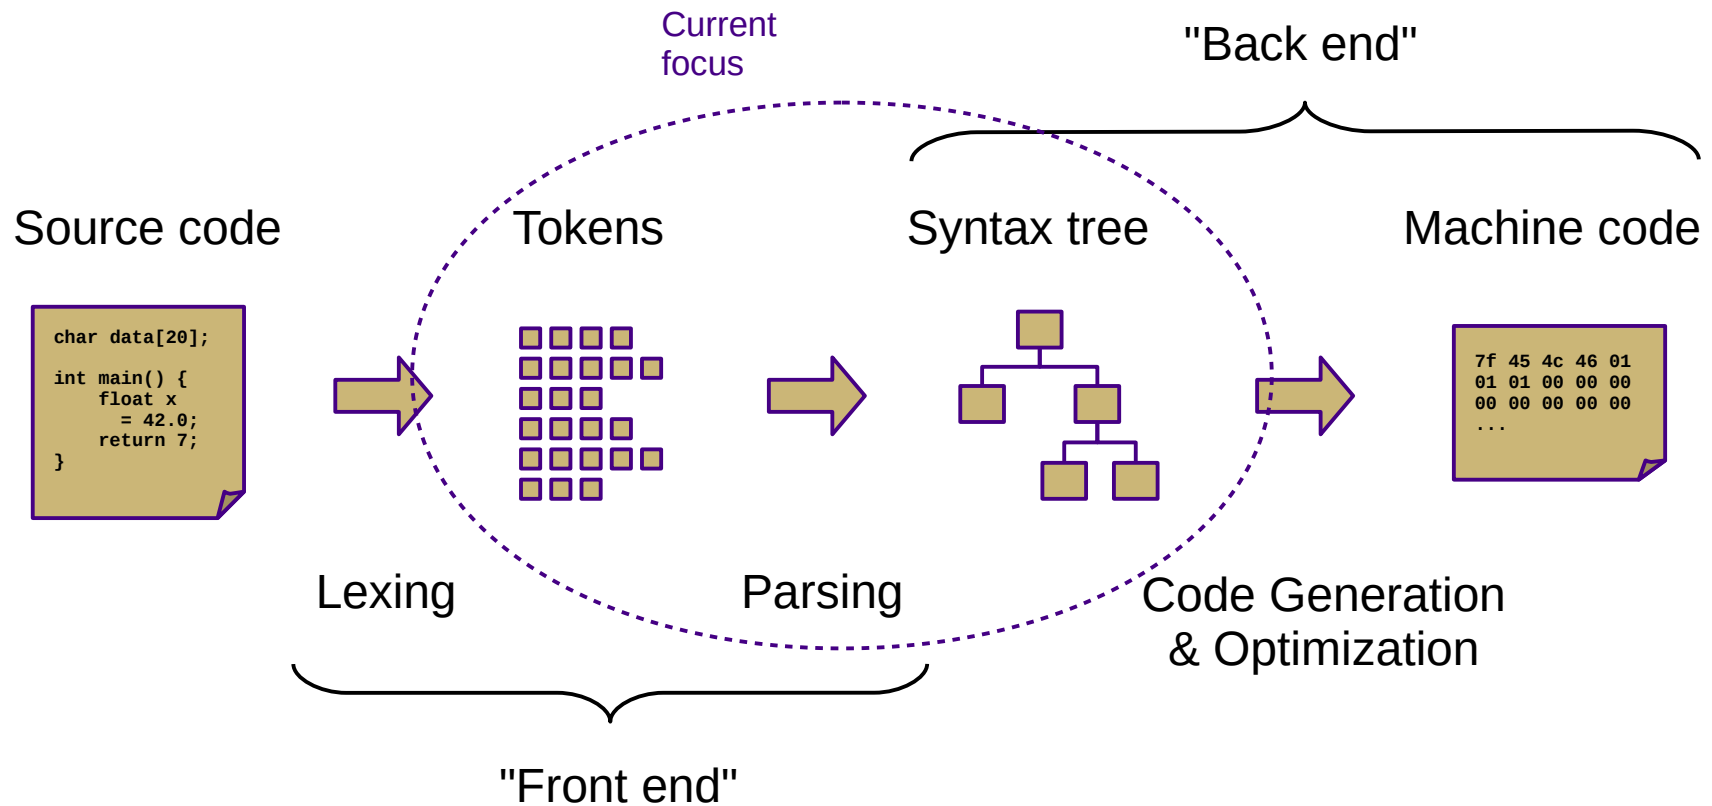 Current
focus
"Back end"
Source code
Tokens
Syntax tree
Machine code
char data[20];
int main() {
    float x
      = 42.0;
    return 7;
}
7f 45 4c 46 01
01 01 00 00 00
00 00 00 00 00
...
Lexing
Parsing
Code Generation
& Optimization
"Front end"